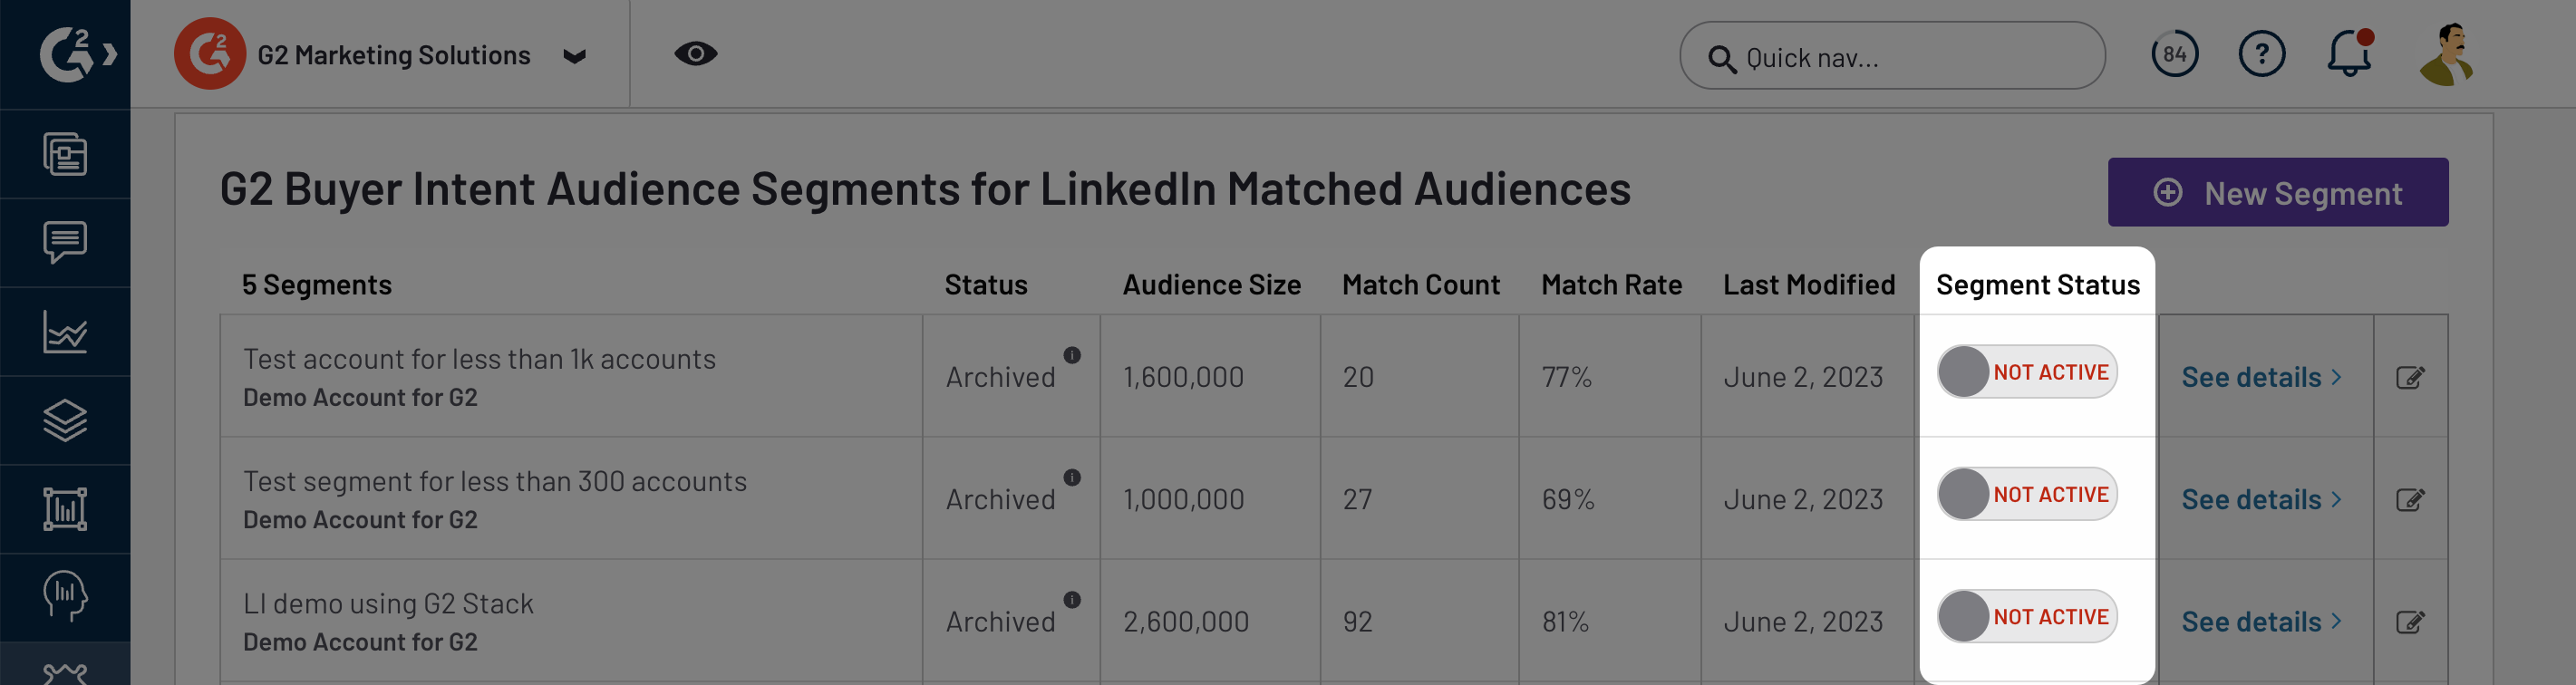 G2
G2 G2 Marketing Solutions
Quick nav...
84
?
G2 Buyer Intent Audience Segments for LinkedIn Matched Audiences
New Segment
5 Segments Status Audience Size Match Count Match Rate Last Modified Segment Status
Test account for less than 1k accounts
Demo Account for G2
Archived i 1,600,000 20 77% June 2, 2023 NOT ACTIVE See details >
Test segment for less than 300 accounts
Demo Account for G2
Archived i 1,000,000 27 69% June 2, 2023 NOT ACTIVE See details >
LI demo using G2 Stack
Demo Account for G2
Archived i 2,600,000 92 81% June 2, 2023 NOT ACTIVE See details >